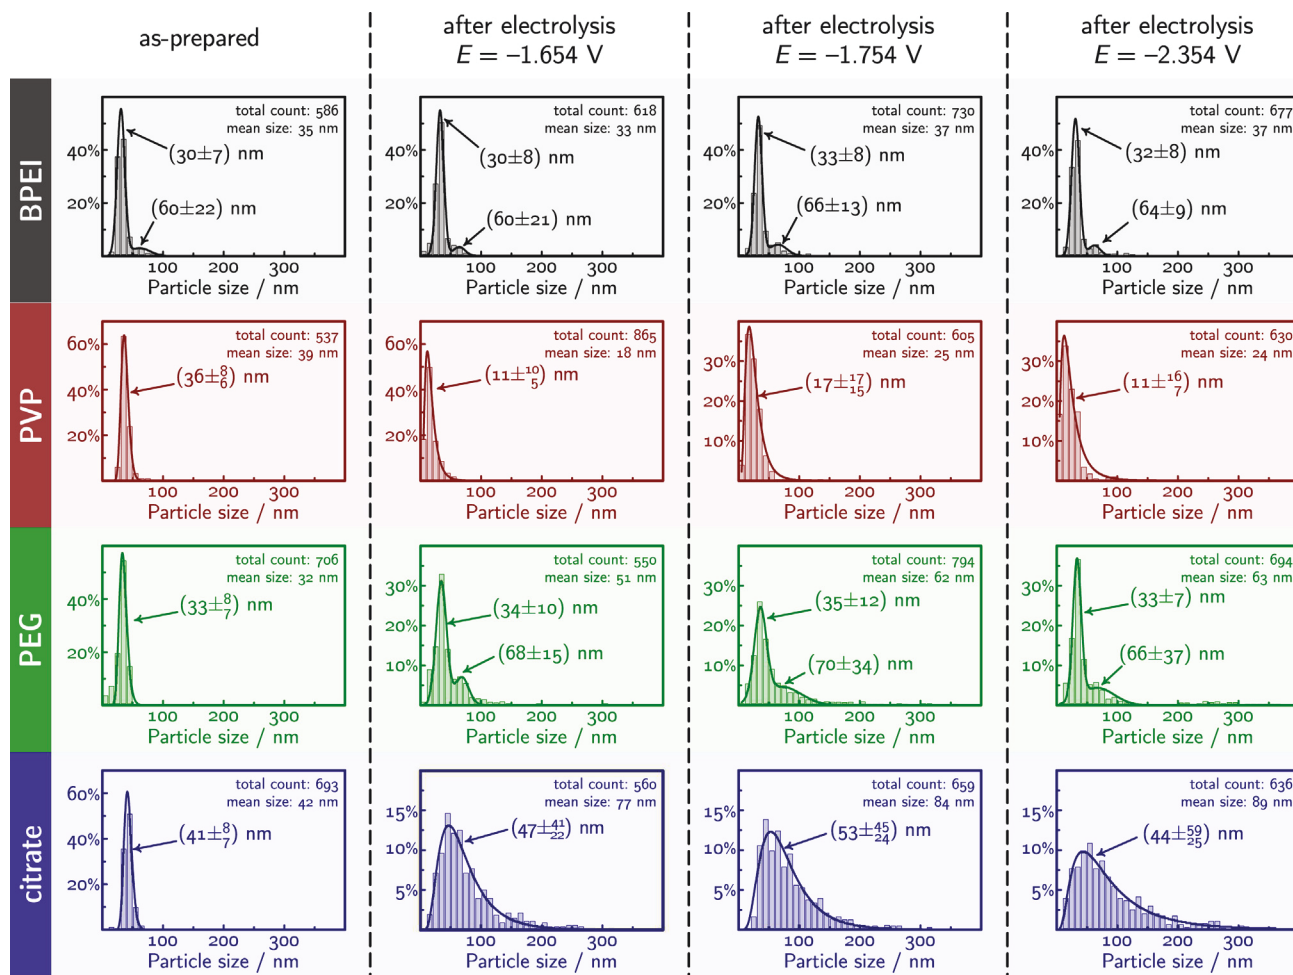 as-prepared
after electrolysis
E = –1.654 V
after electrolysis
E = –1.754 V
after electrolysis
E = –2.354 V
BPEI
total count: 586
mean size: 35 nm
(30±7) nm
(60±22) nm
40%
20%
100 200 300
Particle size / nm
total count: 618
mean size: 33 nm
(30±8) nm
(60±21) nm
40%
20%
100 200 300
Particle size / nm
total count: 730
mean size: 37 nm
(33±8) nm
(66±13) nm
40%
20%
100 200 300
Particle size / nm
total count: 677
mean size: 37 nm
(32±8) nm
(64±9) nm
40%
20%
100 200 300
Particle size / nm
PVP
total count: 537
mean size: 39 nm
(36±8/6) nm
60%
40%
20%
100 200 300
Particle size / nm
total count: 865
mean size: 18 nm
(11±10/5) nm
60%
40%
20%
100 200 300
Particle size / nm
total count: 605
mean size: 25 nm
(17±17/15) nm
30%
20%
10%
100 200 300
Particle size / nm
total count: 630
mean size: 24 nm
(11±16/7) nm
30%
20%
10%
100 200 300
Particle size / nm
PEG
total count: 706
mean size: 32 nm
(33±8/7) nm
40%
20%
100 200 300
Particle size / nm
total count: 550
mean size: 51 nm
(34±10) nm
(68±15) nm
30%
20%
10%
100 200 300
Particle size / nm
total count: 794
mean size: 62 nm
(35±12) nm
(70±34) nm
30%
20%
10%
100 200 300
Particle size / nm
total count: 694
mean size: 63 nm
(33±7) nm
(66±37) nm
30%
20%
10%
100 200 300
Particle size / nm
citrate
total count: 693
mean size: 42 nm
(41±8/7) nm
60%
40%
20%
100 200 300
Particle size / nm
total count: 560
mean size: 77 nm
(47±41/22) nm
15%
10%
5%
100 200 300
Particle size / nm
total count: 659
mean size: 84 nm
(53±45/24) nm
15%
10%
5%
100 200 300
Particle size / nm
total count: 636
mean size: 89 nm
(44±59/25) nm
15%
10%
5%
100 200 300
Particle size / nm